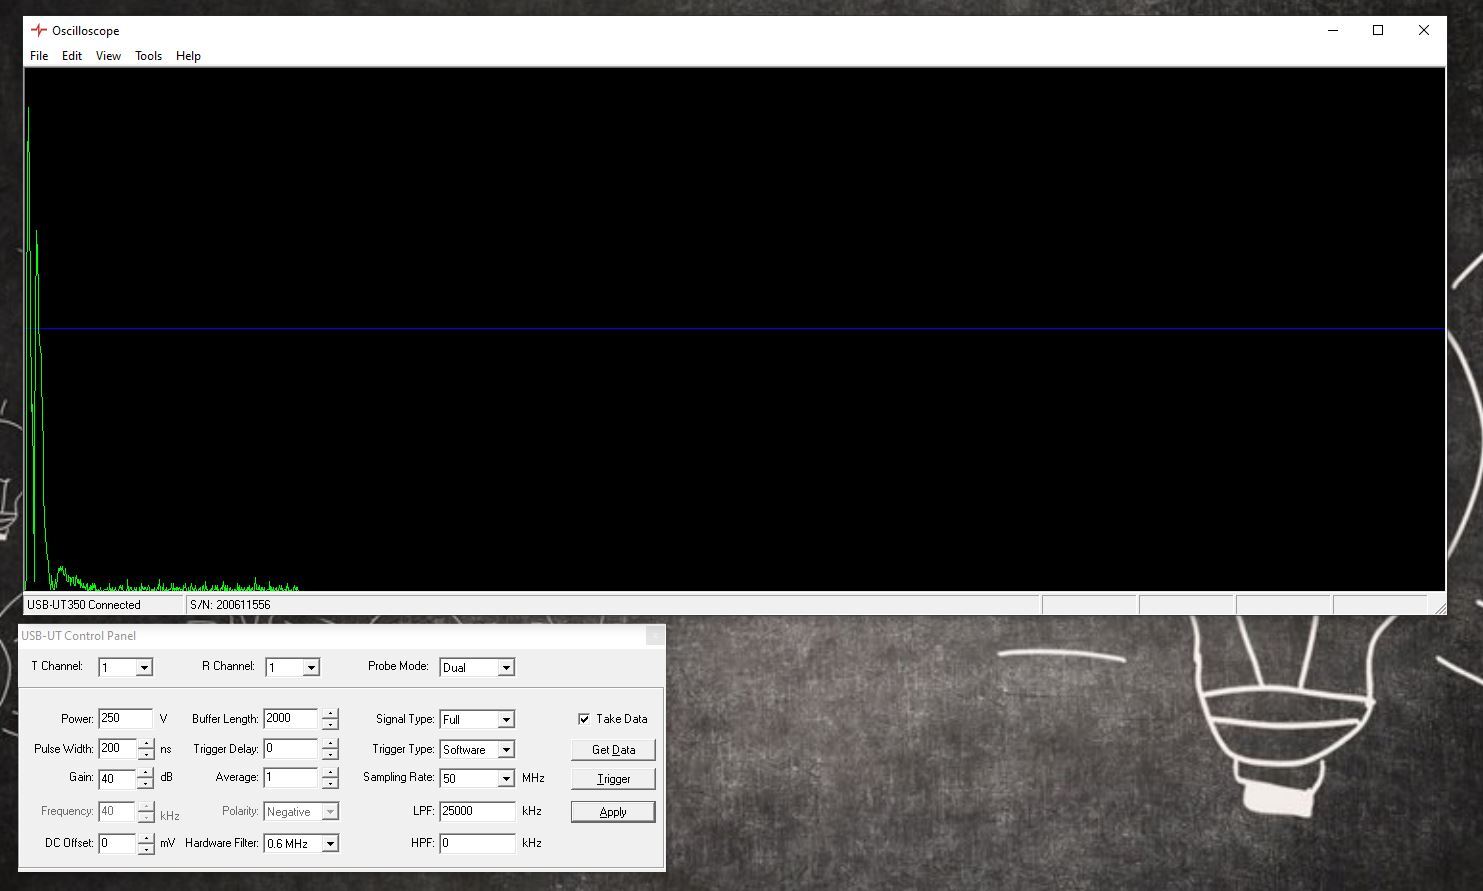 Oscilloscope
File Edit View Tools Help
USB-UT350 Connected S/N: 200611556
USB-UT Control Panel
T Channel: 1 R Channel: 1 Probe Mode: Dual
Power: 250 V Buffer Length: 2000 Signal Type: Full Take Data
Pulse Width: 200 ns Trigger Delay: 0 Trigger Type: Software Get Data
Gain: 40 dB Average: 1 Sampling Rate: 50 MHz Trigger
Frequency: 40 kHz Polarity: Negative LPF: 25000 kHz Apply
DC Offset: 0 mV Hardware Filter: 0.6 MHz HPF: 0 kHz